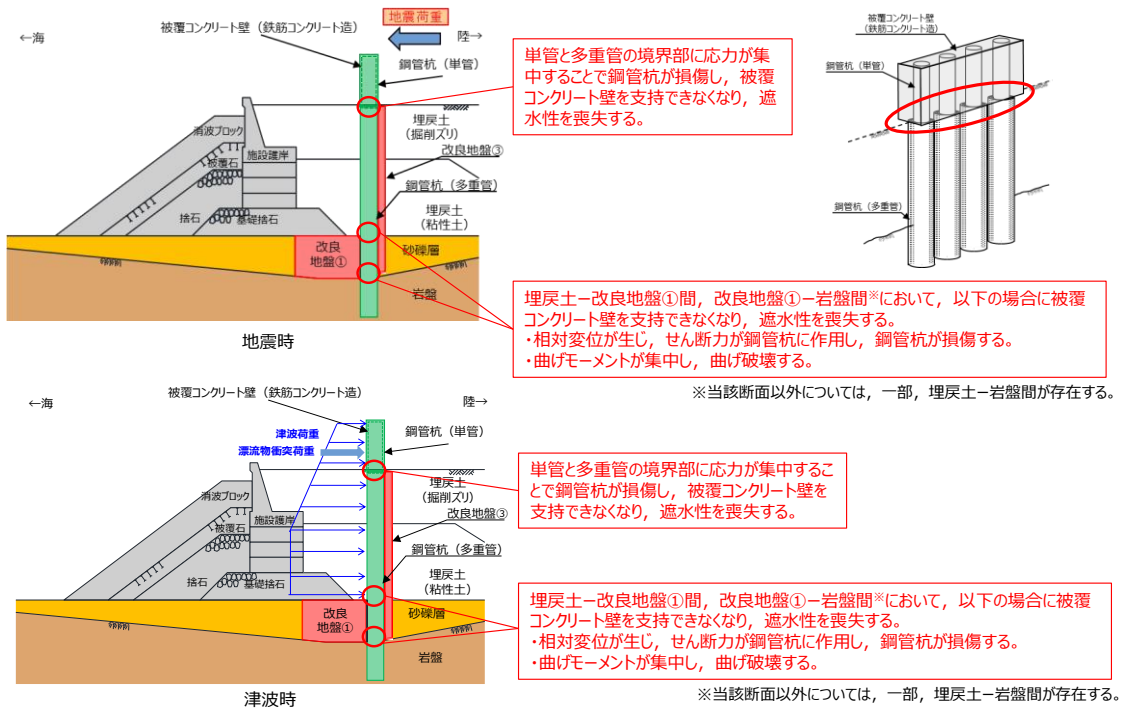 ←海
被覆コンクリート壁（鉄筋コンクリート造）
地震荷重
陸→
鋼管杭（単管）
埋戻土
（掘削ズリ）
改良地盤③
消波ブロック
被覆石
施設護岸
鋼管杭（多重管）
埋戻土
（粘性土）
捨石
基礎捨石
改良
地盤①
砂礫層
岩盤
地震時
単管と多重管の境界部に応力が集
中することで鋼管杭が損傷し，被覆
コンクリート壁を支持できなくなり，遮
水性を喪失する。
被覆コンクリート壁
（鉄筋コンクリート造）
鋼管杭（単管）
鋼管杭（多重管）
埋戻土－改良地盤①間，改良地盤①－岩盤間※において，以下の場合に被覆
コンクリート壁を支持できなくなり，遮水性を喪失する。
・相対変位が生じ，せん断力が鋼管杭に作用し，鋼管杭が損傷する。
・曲げモーメントが集中し，曲げ破壊する。
※当該断面以外については，一部，埋戻土－岩盤間が存在する。
←海
被覆コンクリート壁（鉄筋コンクリート造）
陸→
津波荷重
漂流物衝突荷重
鋼管杭（単管）
埋戻土
（掘削ズリ）
改良地盤③
消波ブロック
被覆石
施設護岸
鋼管杭（多重管）
埋戻土
（粘性土）
捨石
基礎捨石
改良
地盤①
砂礫層
岩盤
津波時
単管と多重管の境界部に応力が集中するこ
とで鋼管杭が損傷し，被覆コンクリート壁を
支持できなくなり，遮水性を喪失する。
埋戻土－改良地盤①間，改良地盤①－岩盤間※において，以下の場合に被覆
コンクリート壁を支持できなくなり，遮水性を喪失する。
・相対変位が生じ，せん断力が鋼管杭に作用し，鋼管杭が損傷する。
・曲げモーメントが集中し，曲げ破壊する。
※当該断面以外については，一部，埋戻土－岩盤間が存在する。